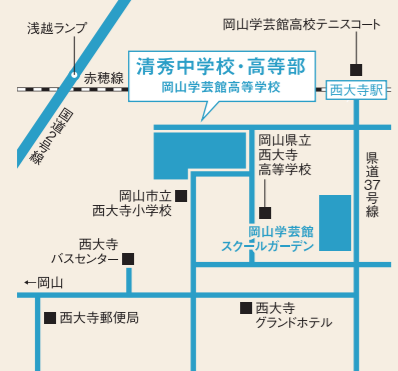 浅越ランプ
岡山学芸館高校テニスコート
清秀中学校・高等部
岡山学芸館高等学校
赤穂線
西大寺駅
国道2号線
岡山県立
西大寺
高等学校
県道37号線
岡山市立
西大寺小学校
岡山学芸館
スクールガーデン
西大寺
バスセンター
←岡山
西大寺郵便局
西大寺
グランドホテル